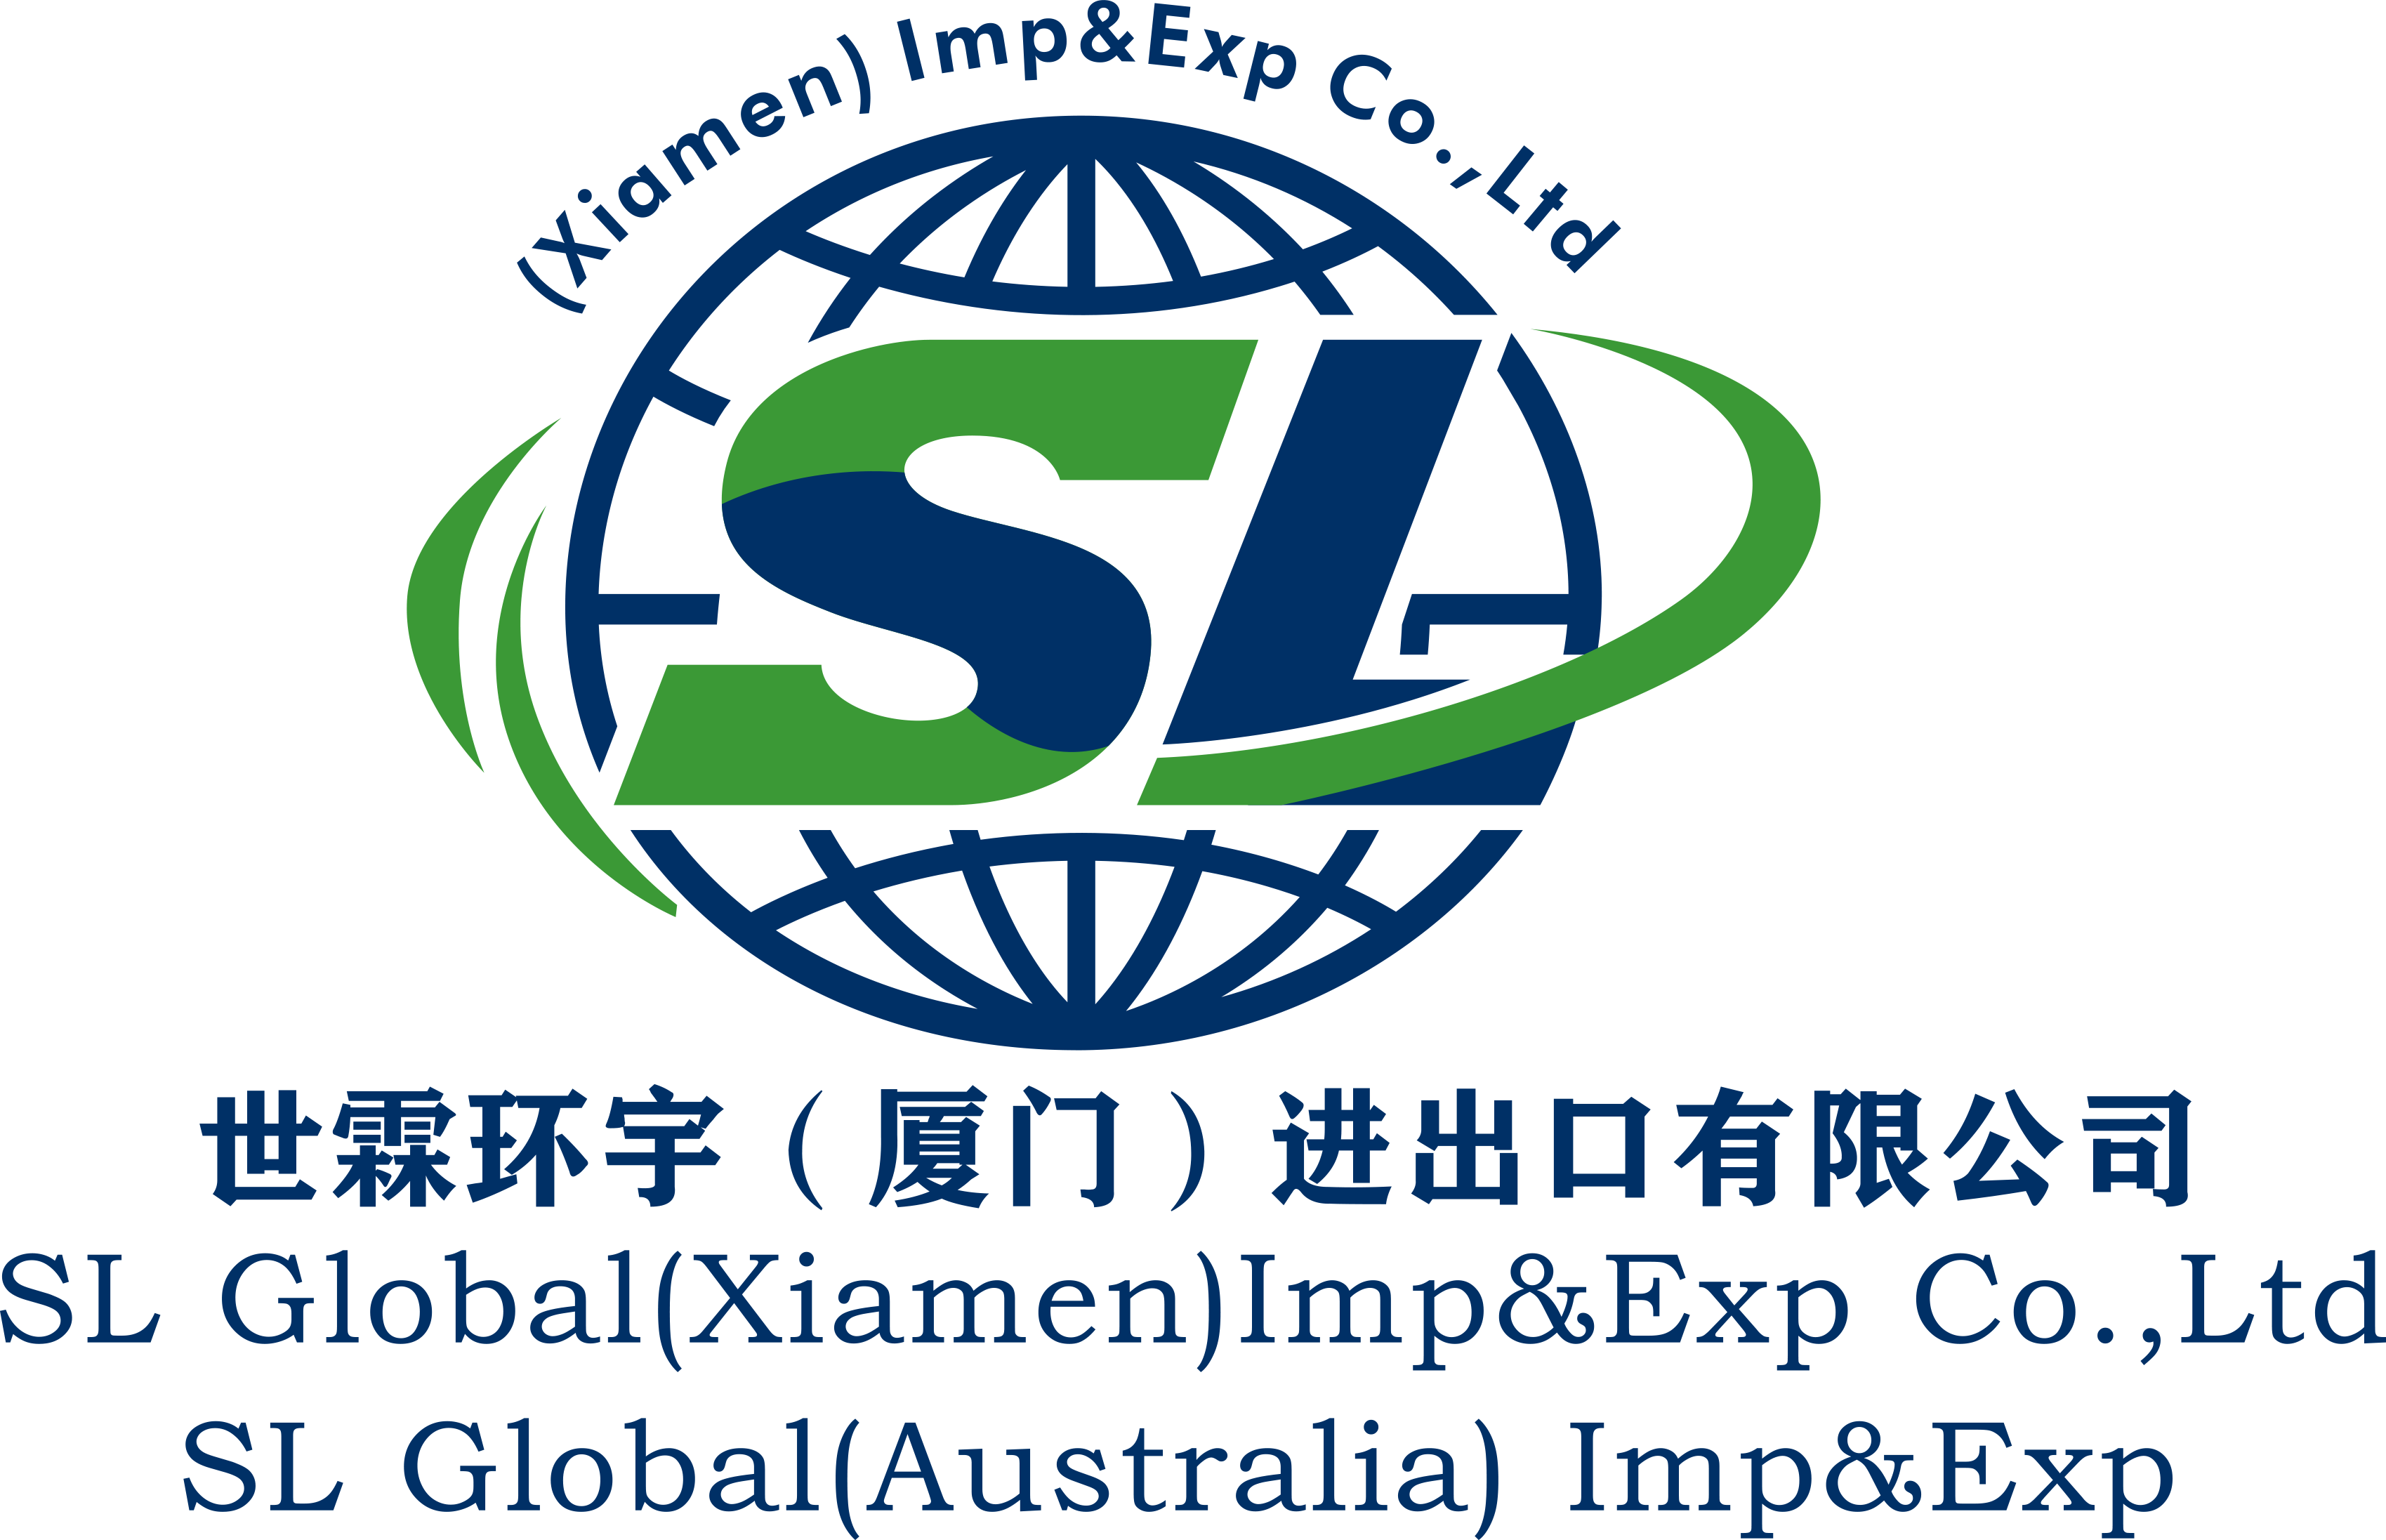 (Xiamen) Imp&Exp Co.,Ltd
SL
世霖环宇（厦门）进出口有限公司
SL Global(Xiamen)Imp&Exp Co.,Ltd
SL Global(Australia) Imp&Exp